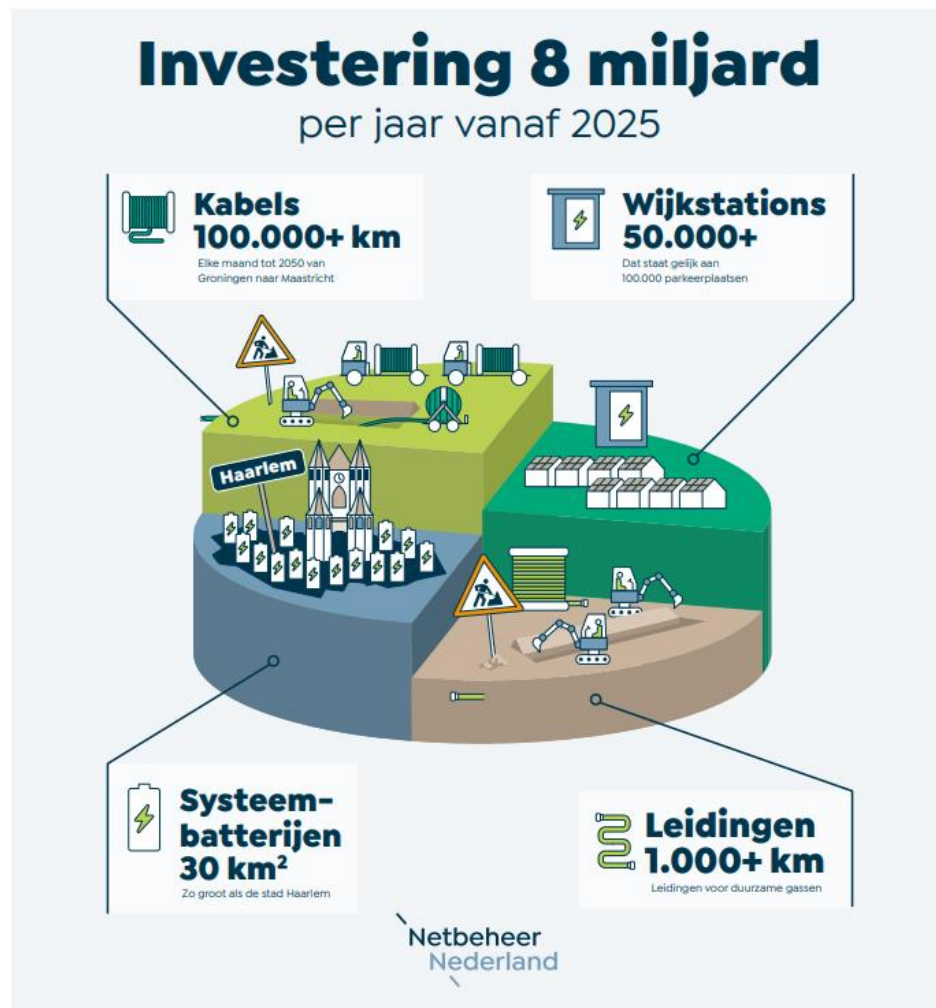 Investering 8 miljard
per jaar vanaf 2025
Kabels
100.000+ km
Elke maand tot 2050 van
Groningen naar Maastricht
Wijkstations
50.000+
Dat staat gelijk aan
100.000 parkeerplaatsen
Haarlem
Systeem-
batterijen
30 km²
Zo groot als de stad Haarlem
Leidingen
1.000+ km
Leidingen voor duurzame gassen
Netbeheer
Nederland